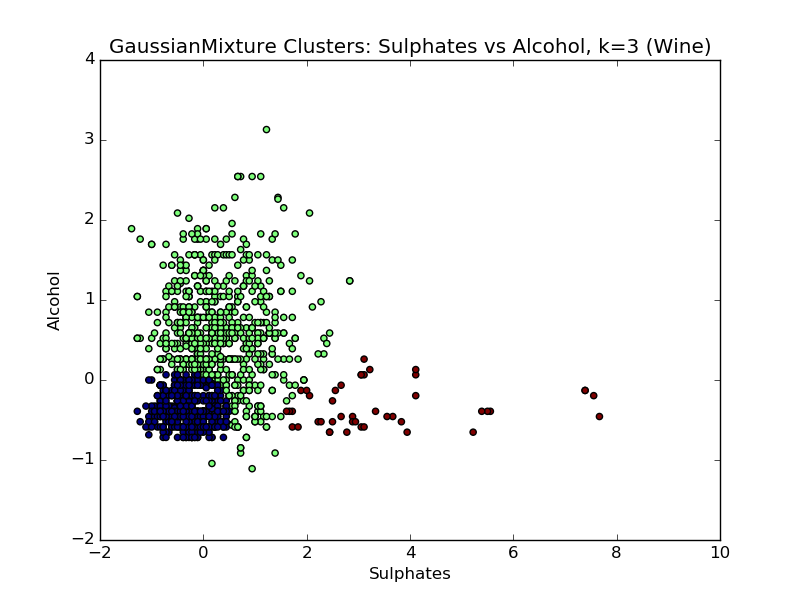 GaussianMixture Clusters: Sulphates vs Alcohol, k=3 (Wine)
4
3
2
1
0
−1
−2
Alcohol
−2 0 2 4 6 8 10
Sulphates